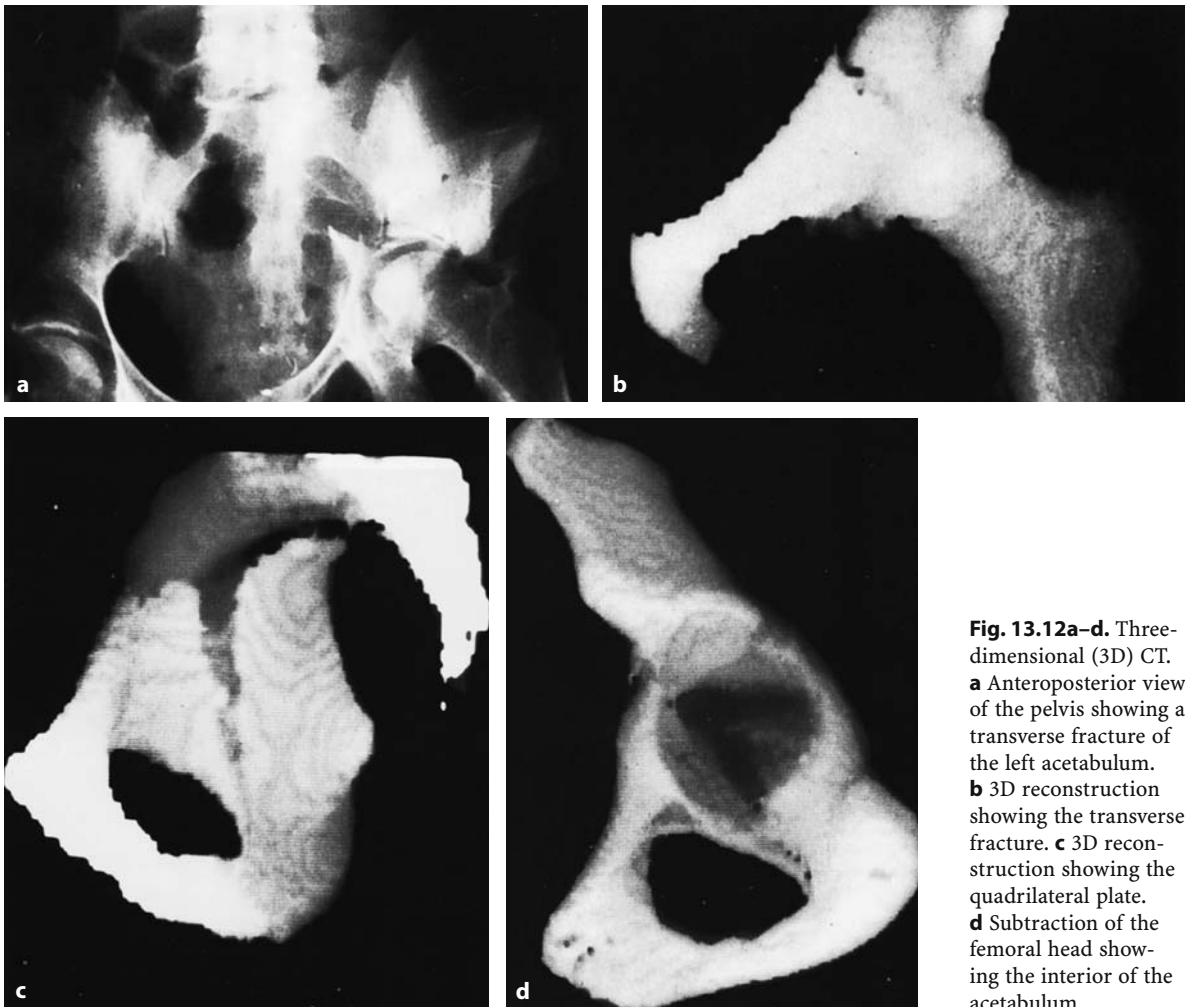 a
b
c
d
Fig. 13.12a–d. Three-
dimensional (3D) CT.
a Anteroposterior view
of the pelvis showing a
transverse fracture of
the left acetabulum.
b 3D reconstruction
showing the transverse
fracture. c 3D recon-
struction showing the
quadrilateral plate.
d Subtraction of the
femoral head show-
ing the interior of the
acetabulum